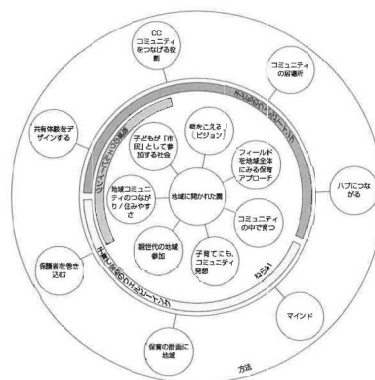 CC
コミュニティ
をつなげる役
割
コミュニティ
の居場所
共有体験をデ
ザインする
子どもが「市
民」として参
加する社会
壁をこえる
ビジョン
フィールド
を地域全体
にみる保育
アプローチ
地域コミュニ
ティのつなが
り/住みやす
さ
地域に開かれた園
ハブにつな
がる
コミュニティ
の中で育つ
現世代の地域
参加
子育てにも、
コミュニティ
発想
保護者を巻き
込む
ねらい
マインド
保育の計画に
地域
方法